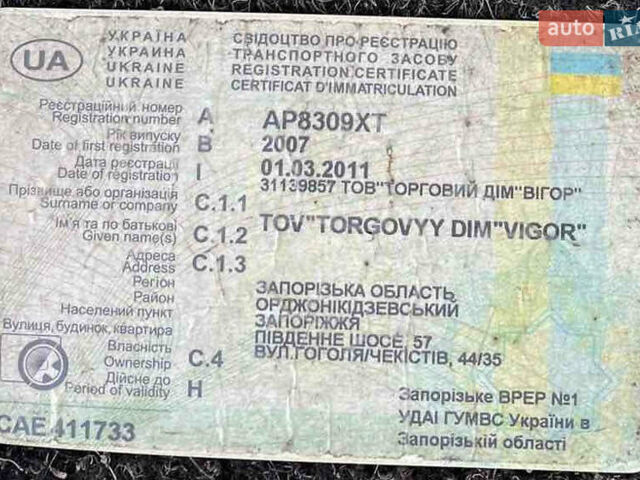 auto RIA
УКРАЇНА
УКРАИНА
UKRAINE
UKRAINE
UA
СВІДОЦТВО ПРО РЕЄСТРАЦІЮ
ТРАНСПОРТНОГО ЗАСОБУ
REGISTRATION CERTIFICATE
CERTIFICAT D'IMMATRICULATION
Реєстраційний номер
Registration number A AP8309XT
Рік випуску
Date of first registration B 2007
Дата реєстрації
Date of registration I 01.03.2011
31139857 ТОВ"ТОРГОВИЙ ДІМ"ВІГОР"
Прізвище або організація
Surname or company C.1.1
TOV"TORGOVYY DIM"VIGOR"
Ім'я та по батькові
Given name(s) C.1.2
Адреса
Address C.1.3
Регіон
Район
Населений пункт
Вулиця, будинок, квартира
ЗАПОРІЗЬКА ОБЛАСТЬ,
ОРДЖОНІКІДЗЕВСЬКИЙ
ЗАПОРІЖЖЯ
ПІВДЕННЕ ШОСЕ, 57
ВУЛ.ГОГОЛЯ/ЧЕКІСТІВ, 44/35
Власність
Ownership C.4
Дійсне до
Period of validity H
Запорізьке ВРЕР №1
УДАІ ГУМВС України в
Запорізькій області
CAE 411733